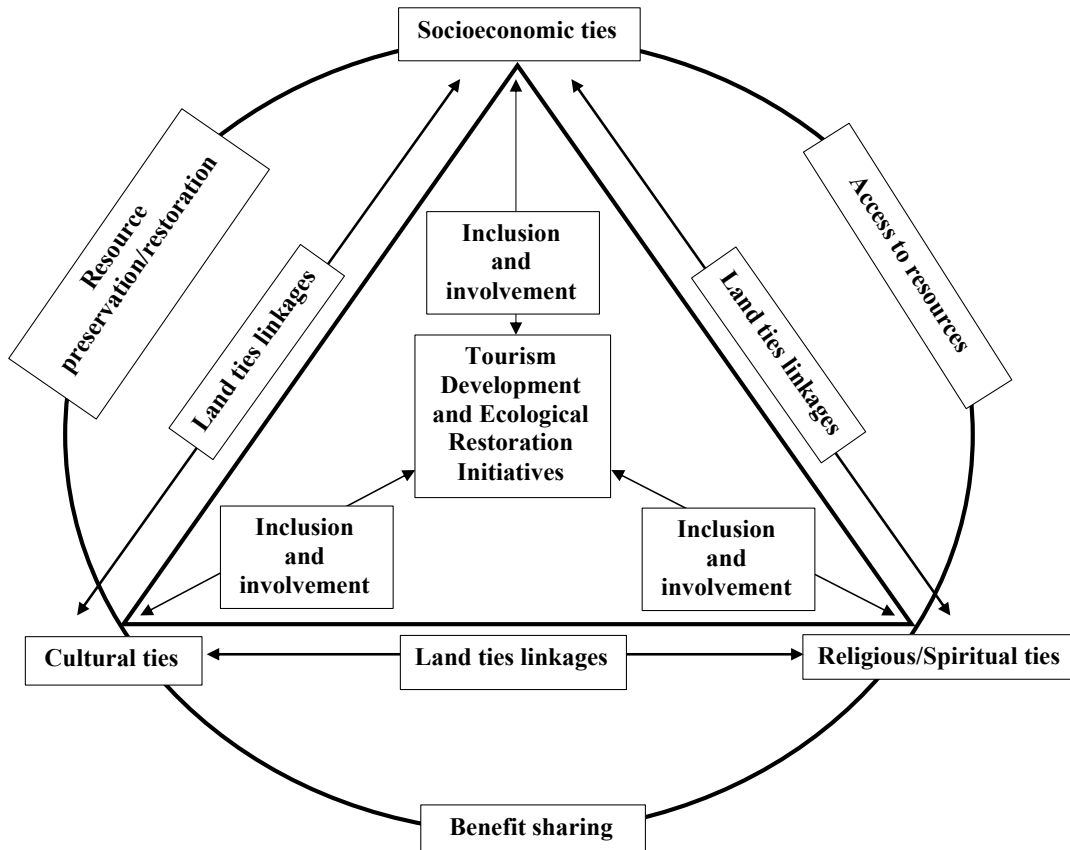 Socioeconomic ties
Resource
preservation/restoration
Access to resources
Land ties linkages
Land ties linkages
Inclusion
and
involvement
Tourism
Development
and Ecological
Restoration
Initiatives
Inclusion
and
involvement
Inclusion
and
involvement
Cultural ties
Land ties linkages
Religious/Spiritual ties
Benefit sharing